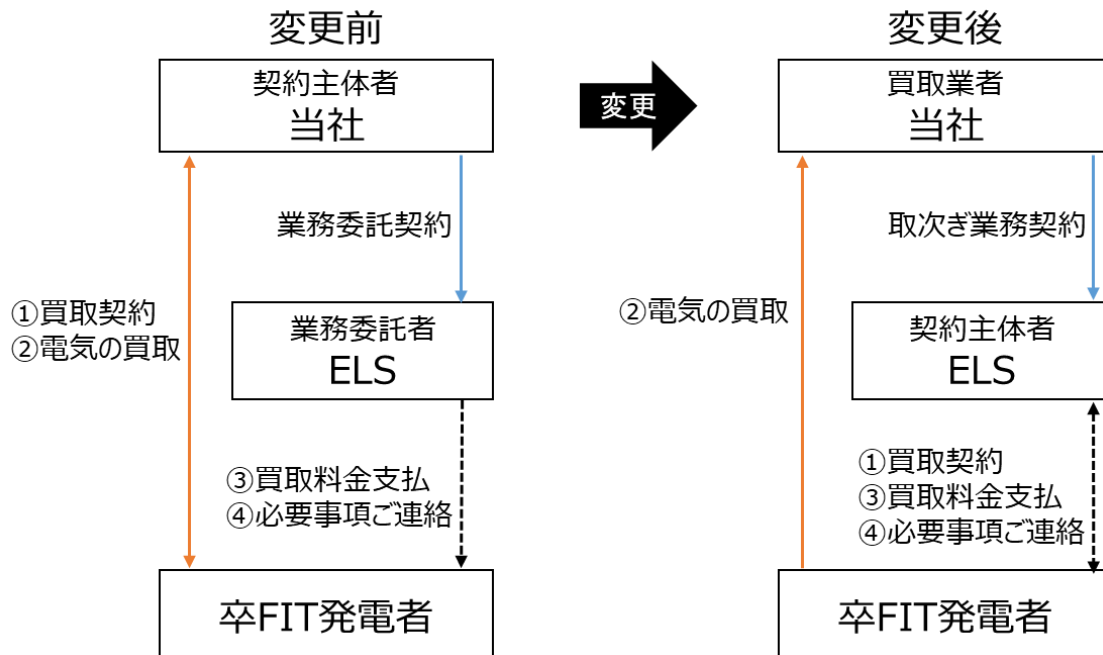 変更前
契約主体者
当社
業務委託契約
①買取契約
②電気の買取
業務委託者
ELS
③買取料金支払
④必要事項ご連絡
卒FIT発電者
変更
変更後
買取業者
当社
取次ぎ業務契約
②電気の買取
契約主体者
ELS
①買取契約
③買取料金支払
④必要事項ご連絡
卒FIT発電者